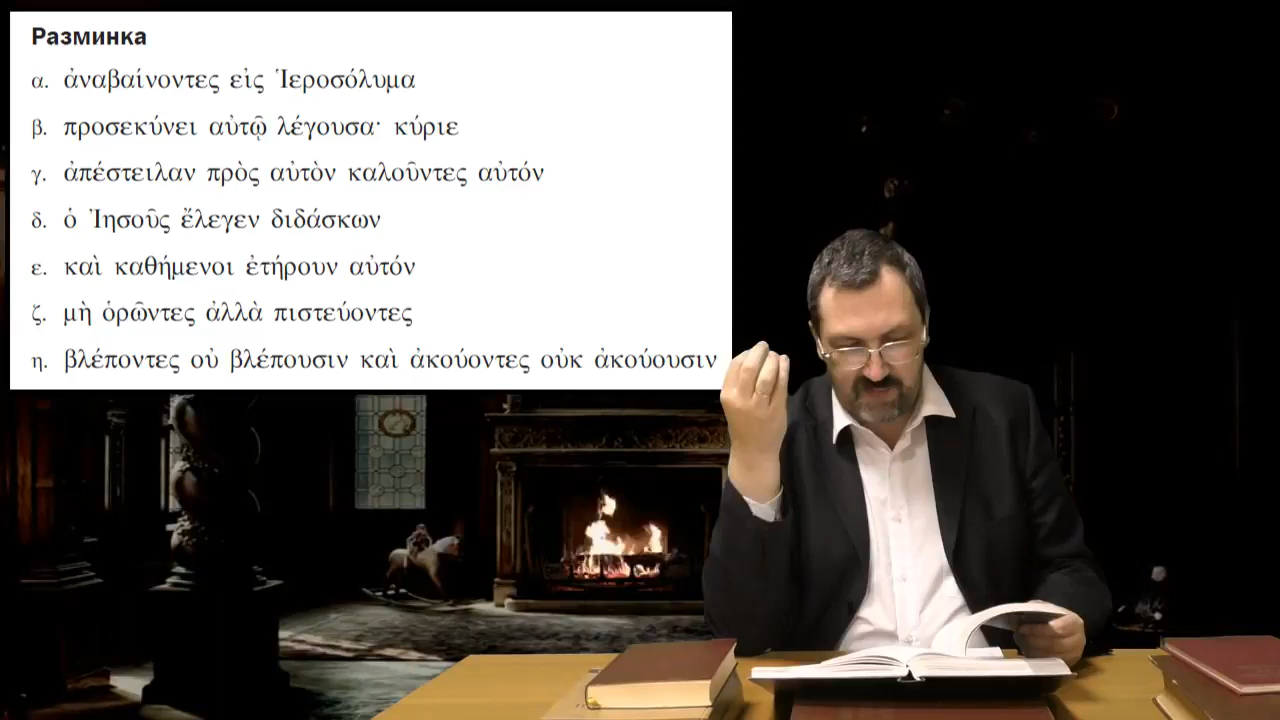 Разминка
α. ἀναβαίνοντες εἰς Ἱεροσόλυμα
β. προσεκύνει αὐτῷ λέγουσα· κύριε
γ. ἀπέστειλαν πρὸς αὐτὸν καλοῦντες αὐτόν
δ. ὁ Ἰησοῦς ἔλεγεν διδάσκων
ε. καὶ καθήμενοι ἐτήρουν αὐτόν
ζ. μὴ ὁρῶντες ἀλλὰ πιστεύοντες
η. βλέποντες οὐ βλέπουσιν καὶ ἀκούοντες οὐκ ἀκούουσιν